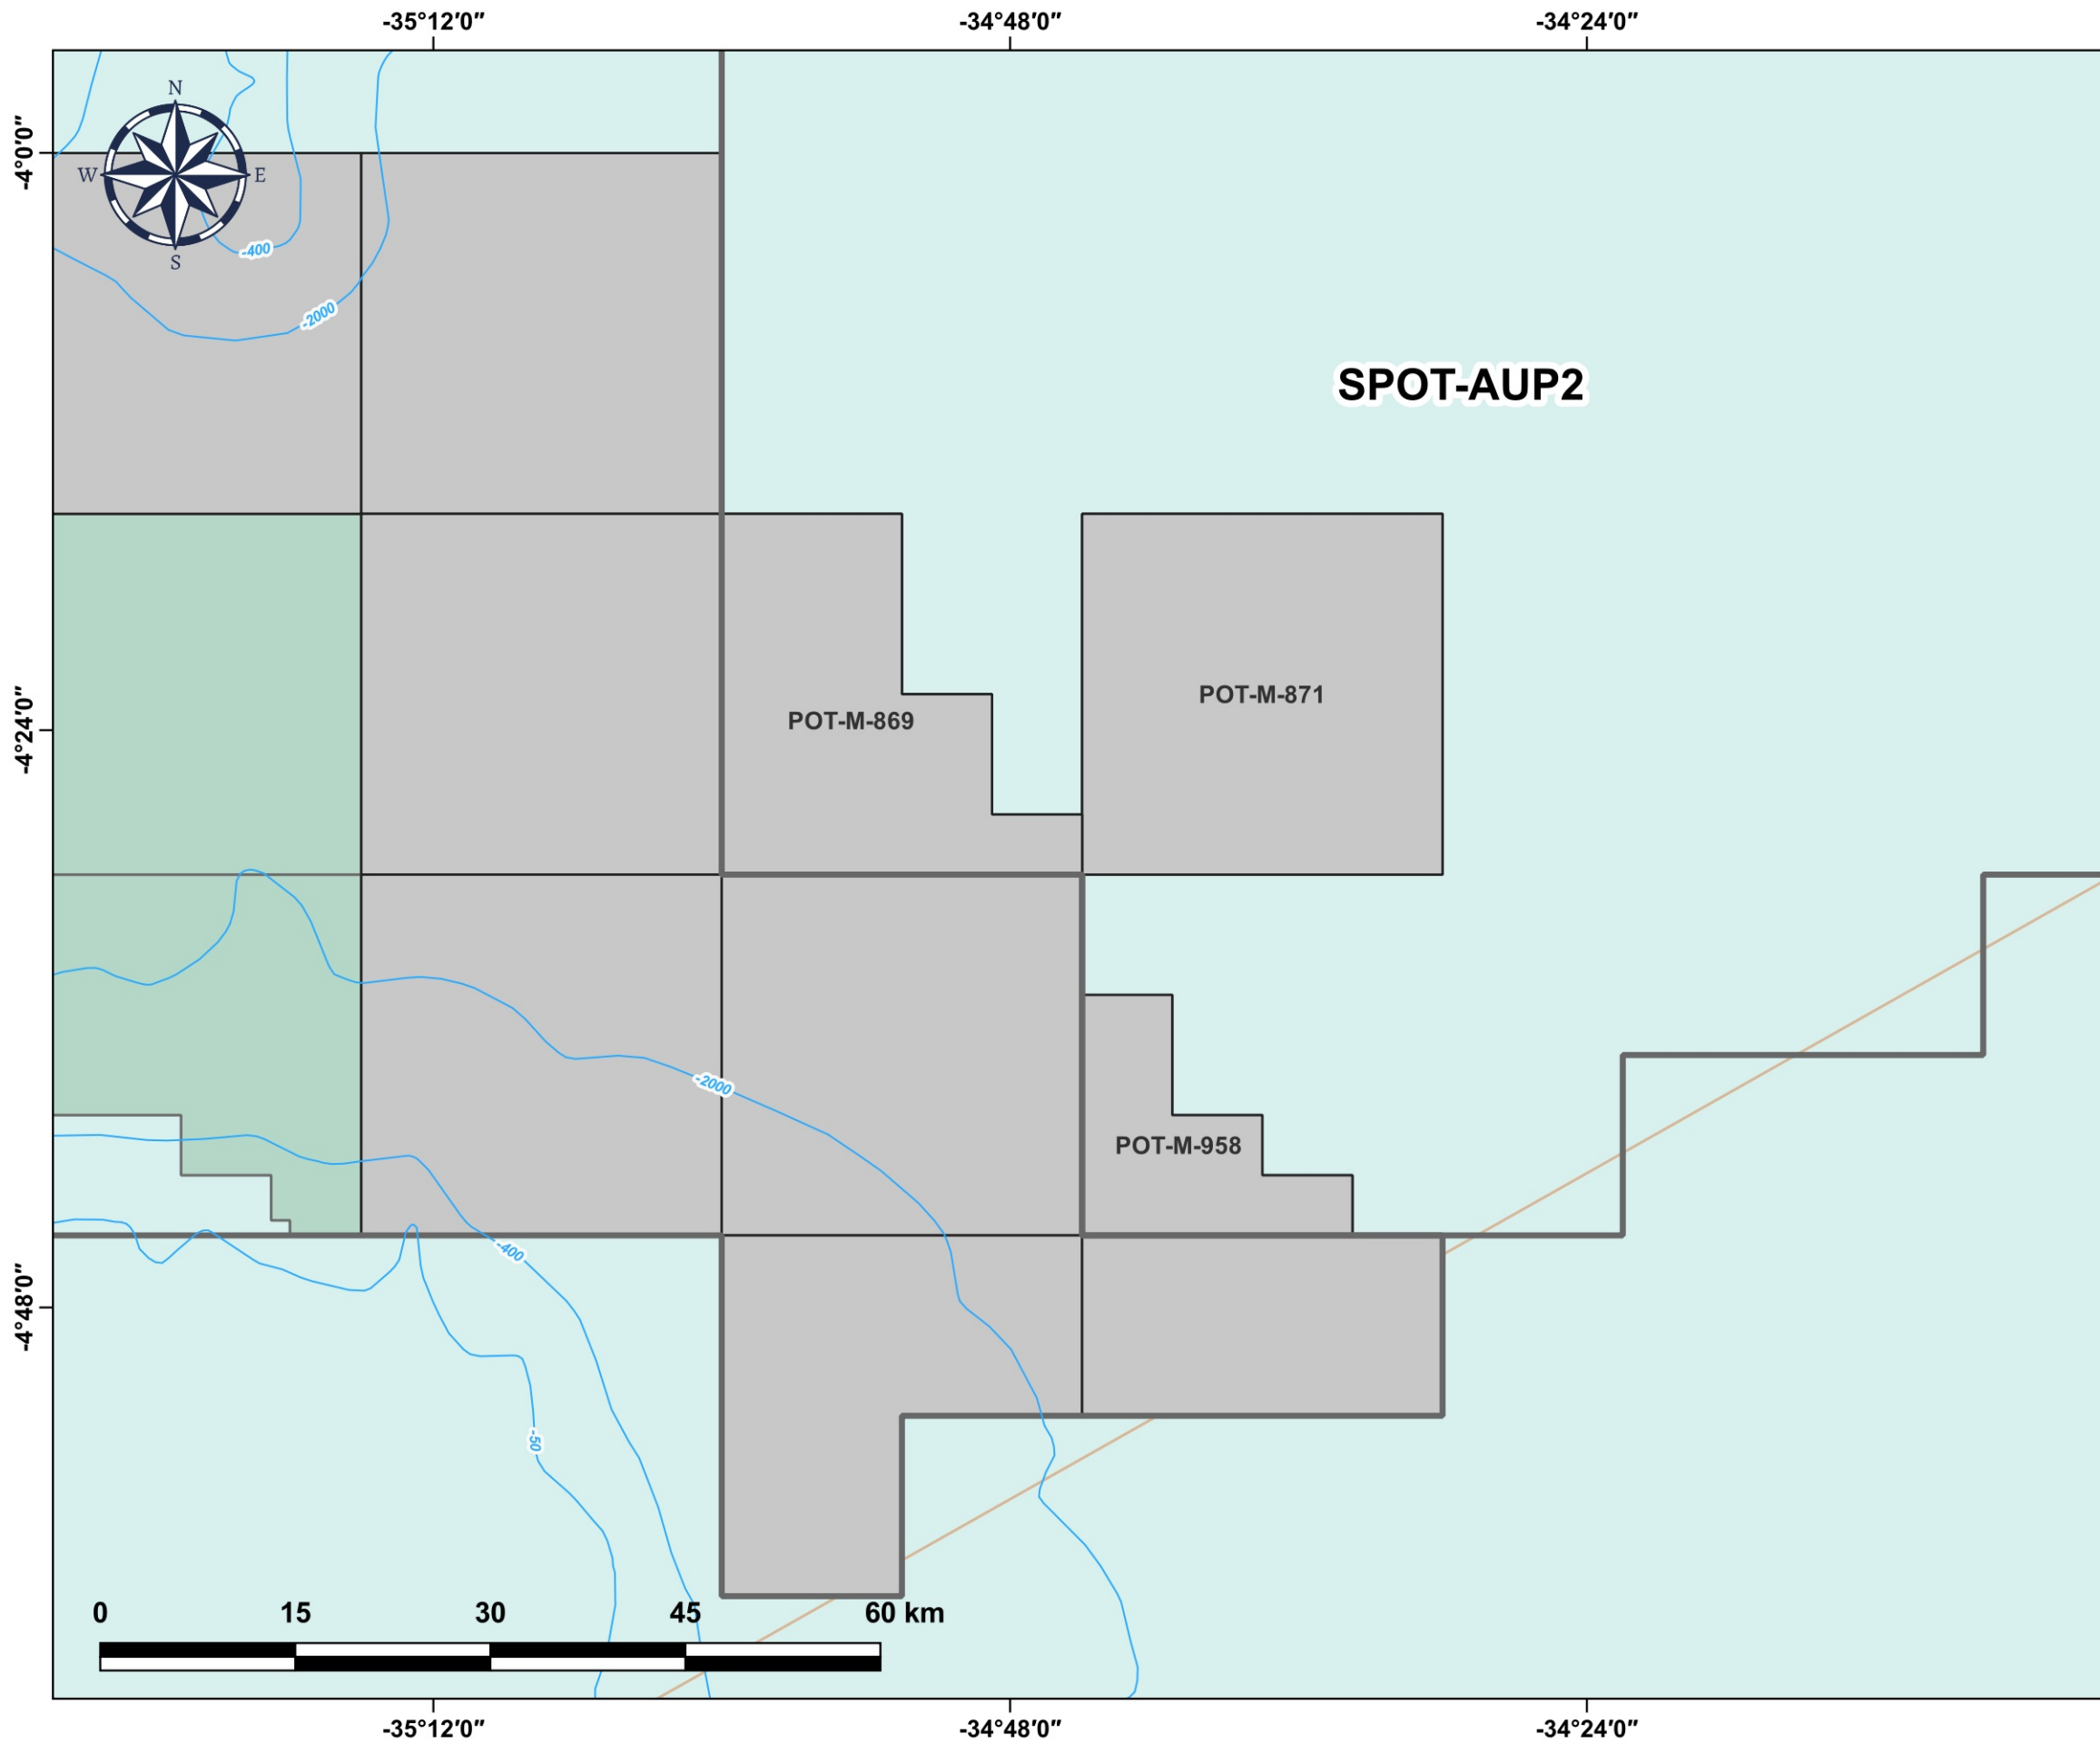 -35°12′0″ -34°48′0″ -34°24′0″
N
-4°0′0″
W E
-400
S
-2000
SPOT-AUP2
POT-M-871
POT-M-869
-4°24′0″
-2000
POT-M-958
-400
-4°48′0″
-50
0 15 30 45 60 km
-35°12′0″ -34°48′0″ -34°24′0″